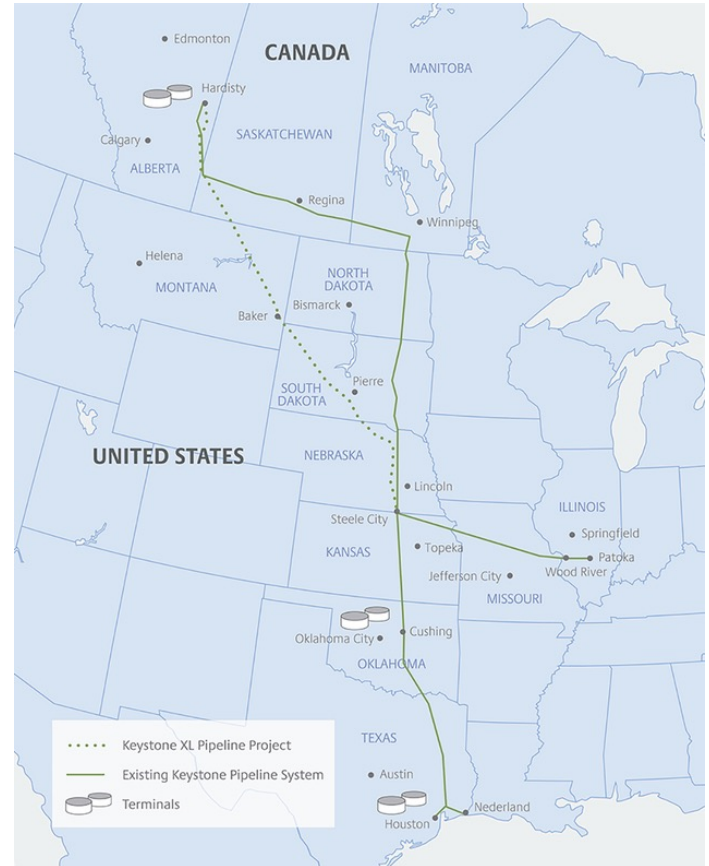 Edmonton
CANADA
MANITOBA
Hardisty
SASKATCHEWAN
Calgary
ALBERTA
Regina
Winnipeg
Helena
MONTANA
NORTH
DAKOTA
Bismarck
Baker
Pierre
SOUTH
DAKOTA
UNITED STATES
NEBRASKA
Lincoln
Steele City
ILLINOIS
Springfield
KANSAS
Topeka
Patoka
Wood River
Jefferson City
MISSOURI
Oklahoma City
Cushing
OKLAHOMA
TEXAS
Austin
Nederland
Houston
Keystone XL Pipeline Project
Existing Keystone Pipeline System
Terminals